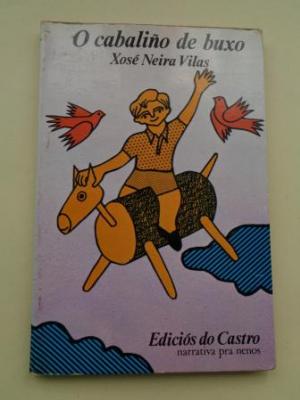 O cabaliño de buxo
Xosé Neira Vilas
Ediciós do Castro
narrativa pra nenos